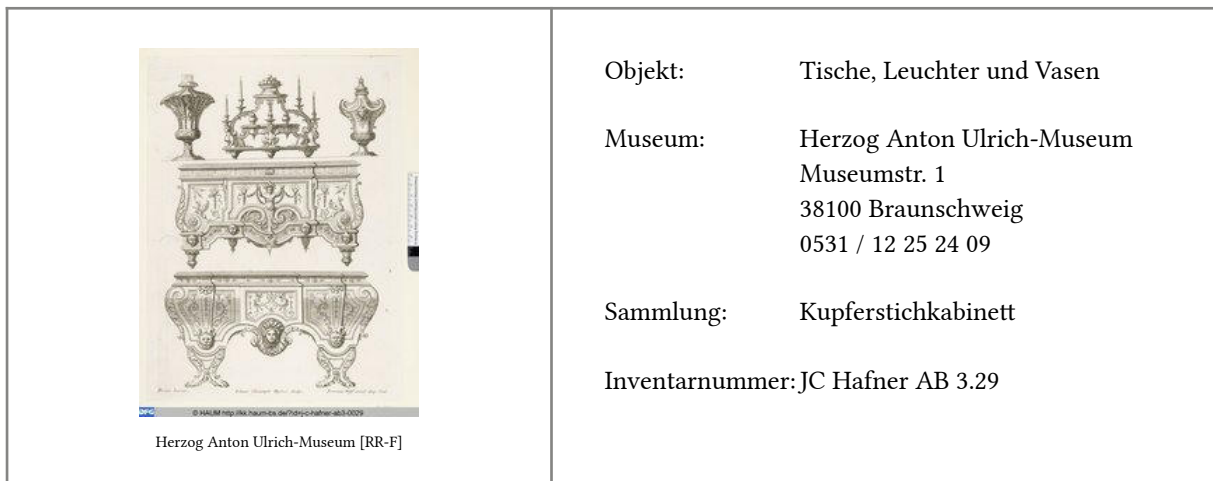 DFG
© HAUM http://kk.haum-bs.de/?id=j-c-hafner-ab3-0029
Herzog Anton Ulrich-Museum [RR-F]
Objekt: Tische, Leuchter und Vasen
Museum: Herzog Anton Ulrich-Museum
Museumstr. 1
38100 Braunschweig
0531 / 12 25 24 09
Sammlung: Kupferstichkabinett
Inventarnummer: JC Hafner AB 3.29